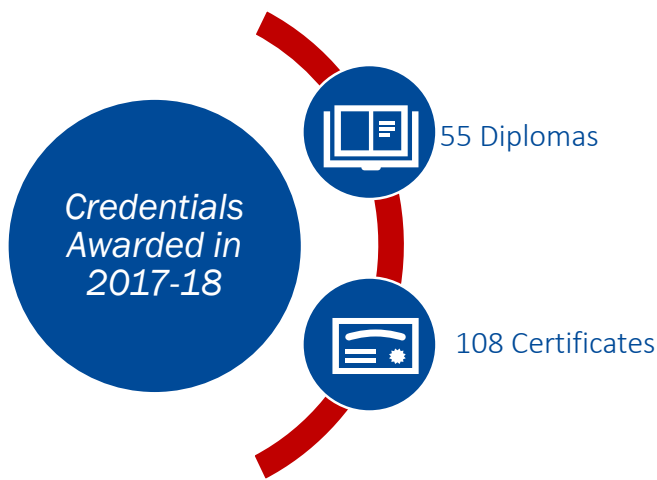 Credentials
Awarded in
2017-18
55 Diplomas
108 Certificates